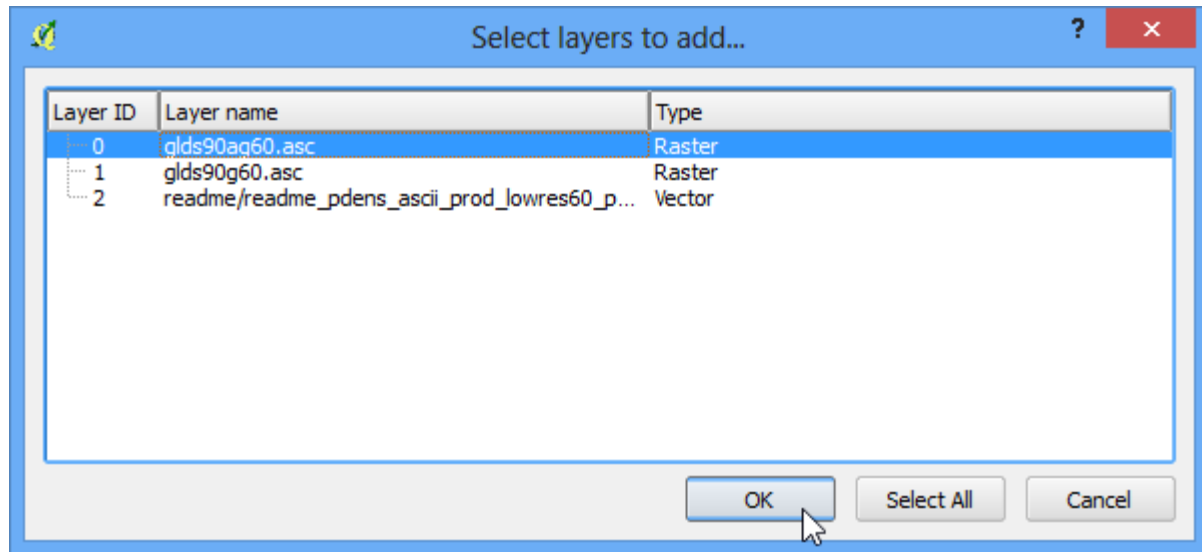 Select layers to add...
?
Layer ID Layer name Type
0 glds90ag60.asc Raster
1 glds90g60.asc Raster
2 readme/readme_pdens_ascii_prod_lowres60_p... Vector
OK Select All Cancel